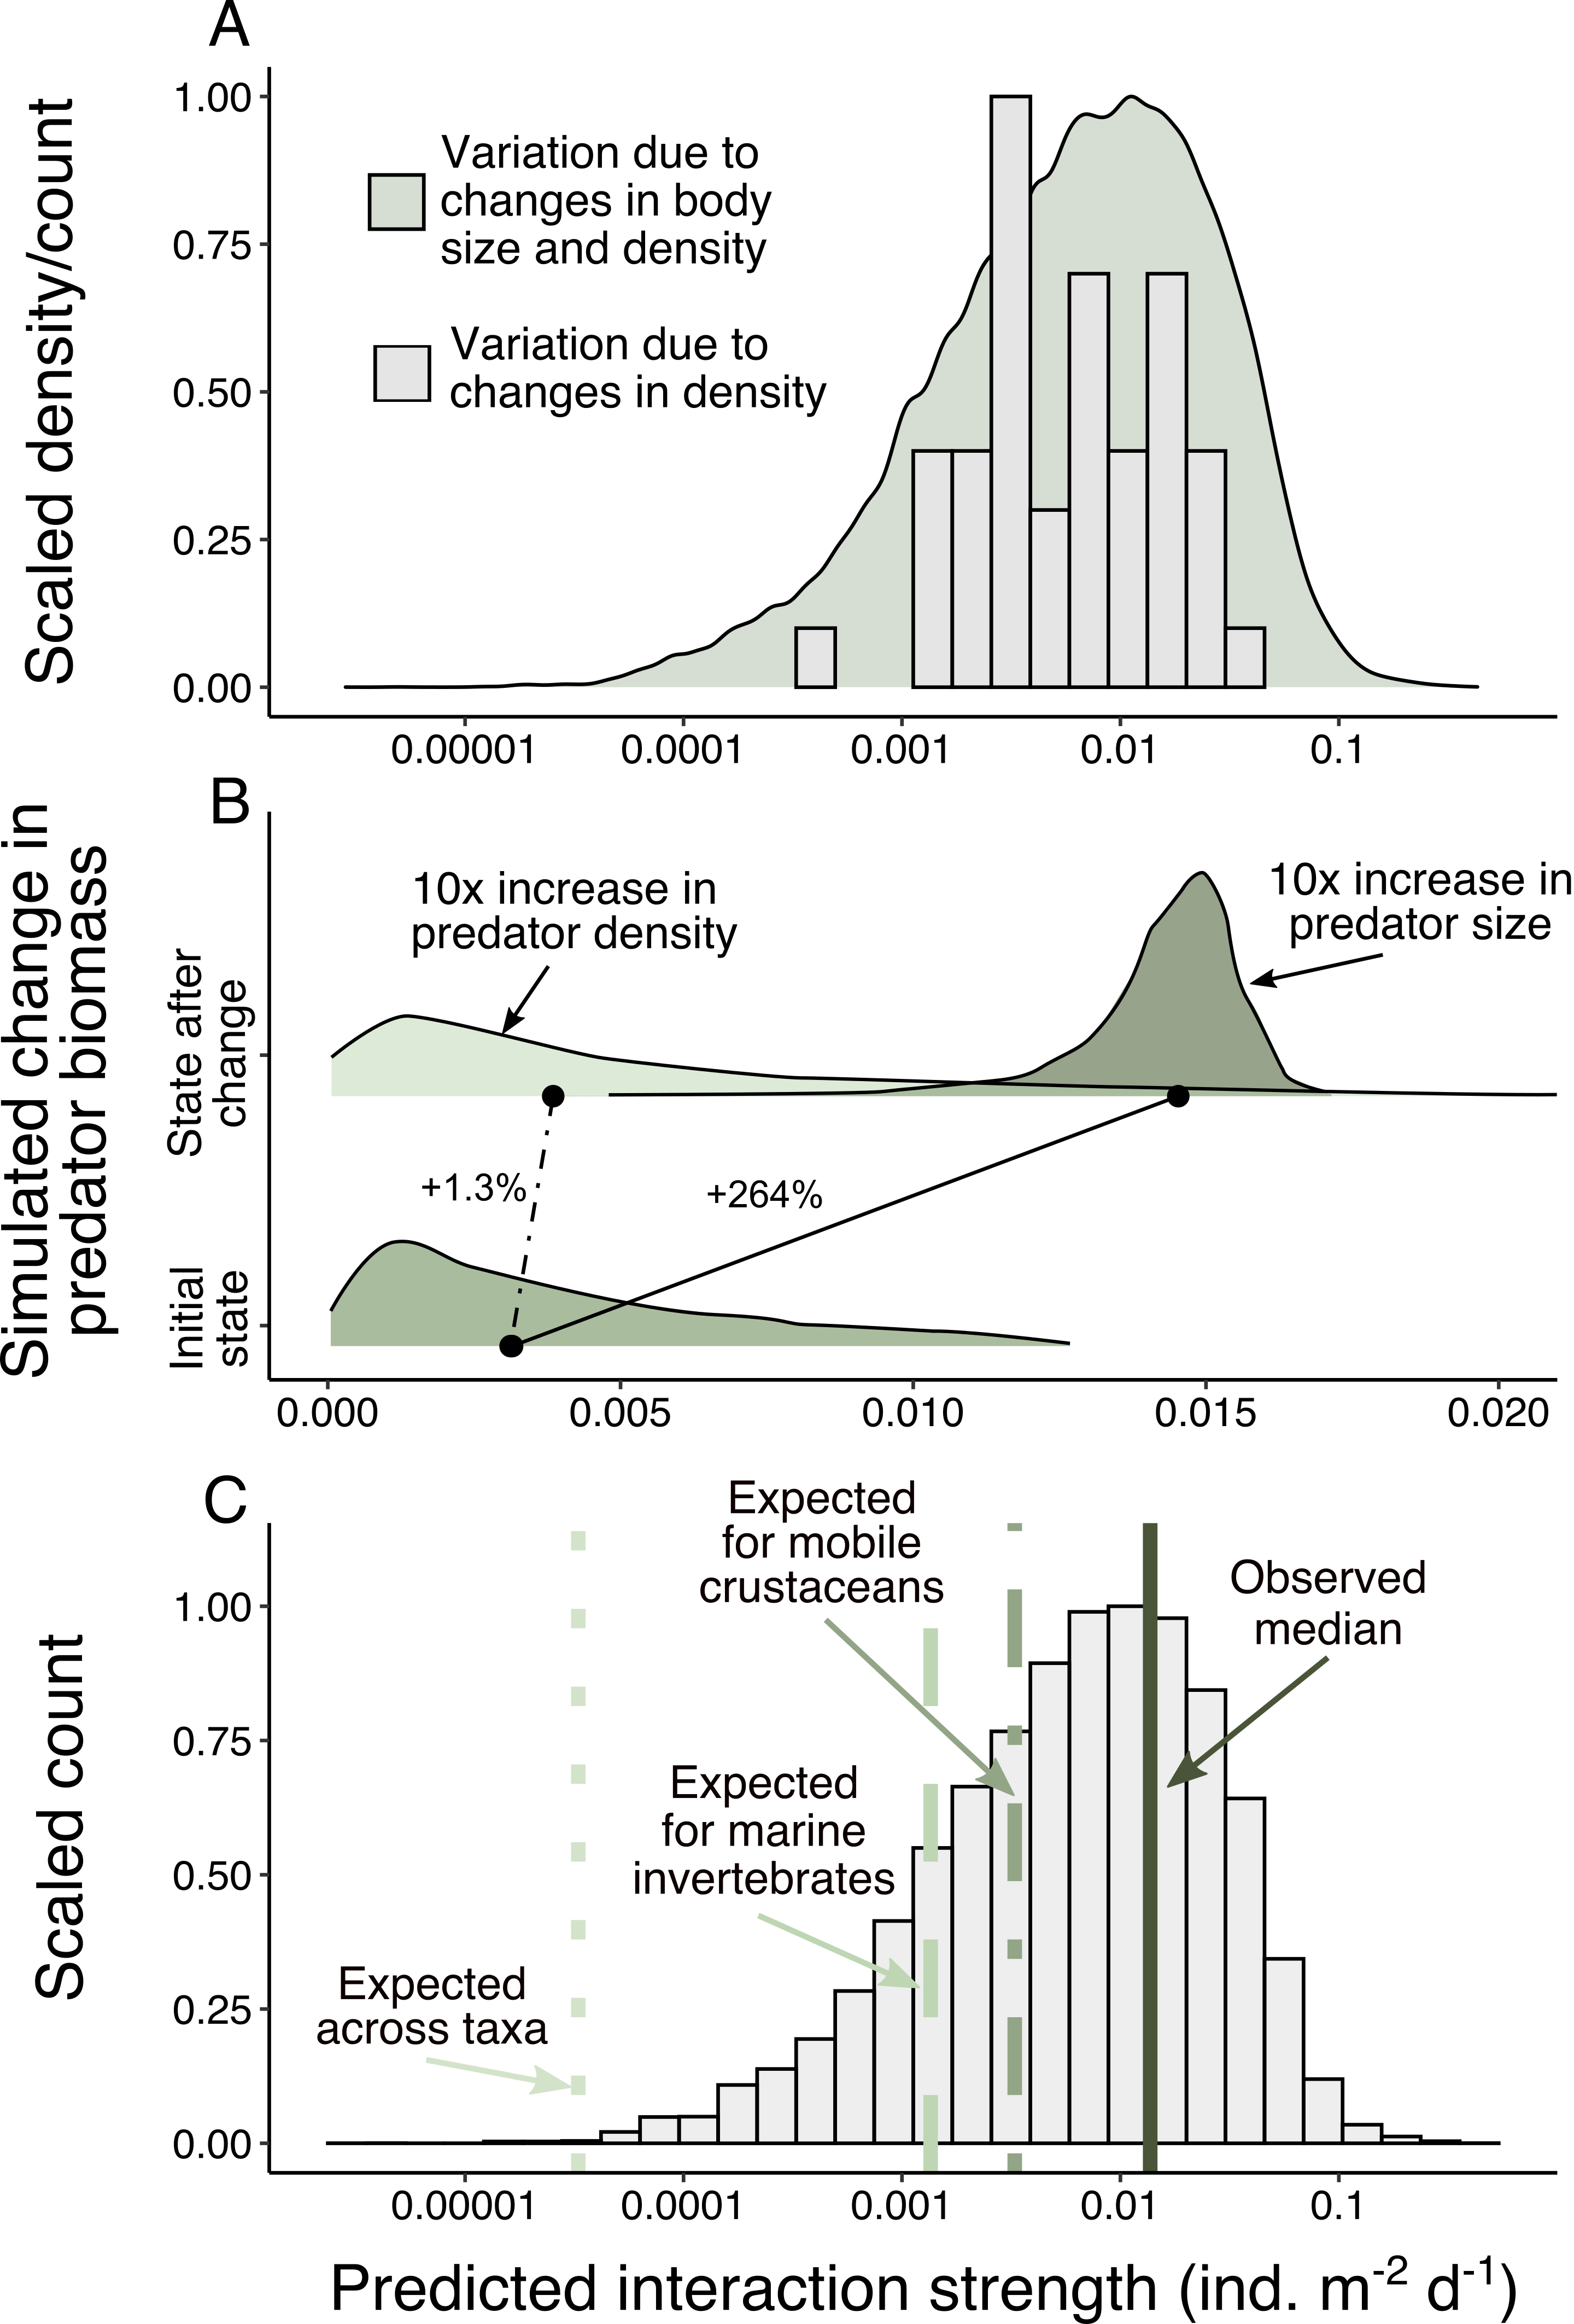 A
Scaled density/count
1.00
0.75
0.50
0.25
0.00
Variation due to
changes in body
size and density
Variation due to
changes in density
0.00001
0.0001
0.001
0.01
0.1
B
Simulated change in
predator biomass
State after
change
Initial
state
10x increase in
predator density
10x increase in
predator size
+1.3%
+264%
0.000
0.005
0.010
0.015
0.020
C
Scaled count
1.00
0.75
0.50
0.25
0.00
Expected
for mobile
crustaceans
Observed
median
Expected
for marine
invertebrates
Expected
across taxa
0.00001
0.0001
0.001
0.01
0.1
Predicted interaction strength (ind. m⁻² d⁻¹)